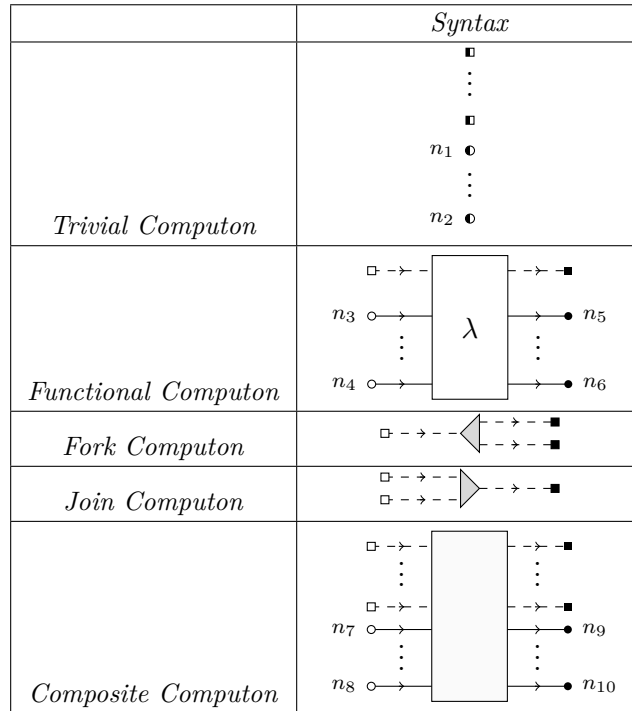 Syntax
n₁
n₂
Trivial Computon
n₃ λ n₅
n₄ n₆
Functional Computon
Fork Computon
Join Computon
n₇ n₉
n₈ n₁₀
Composite Computon